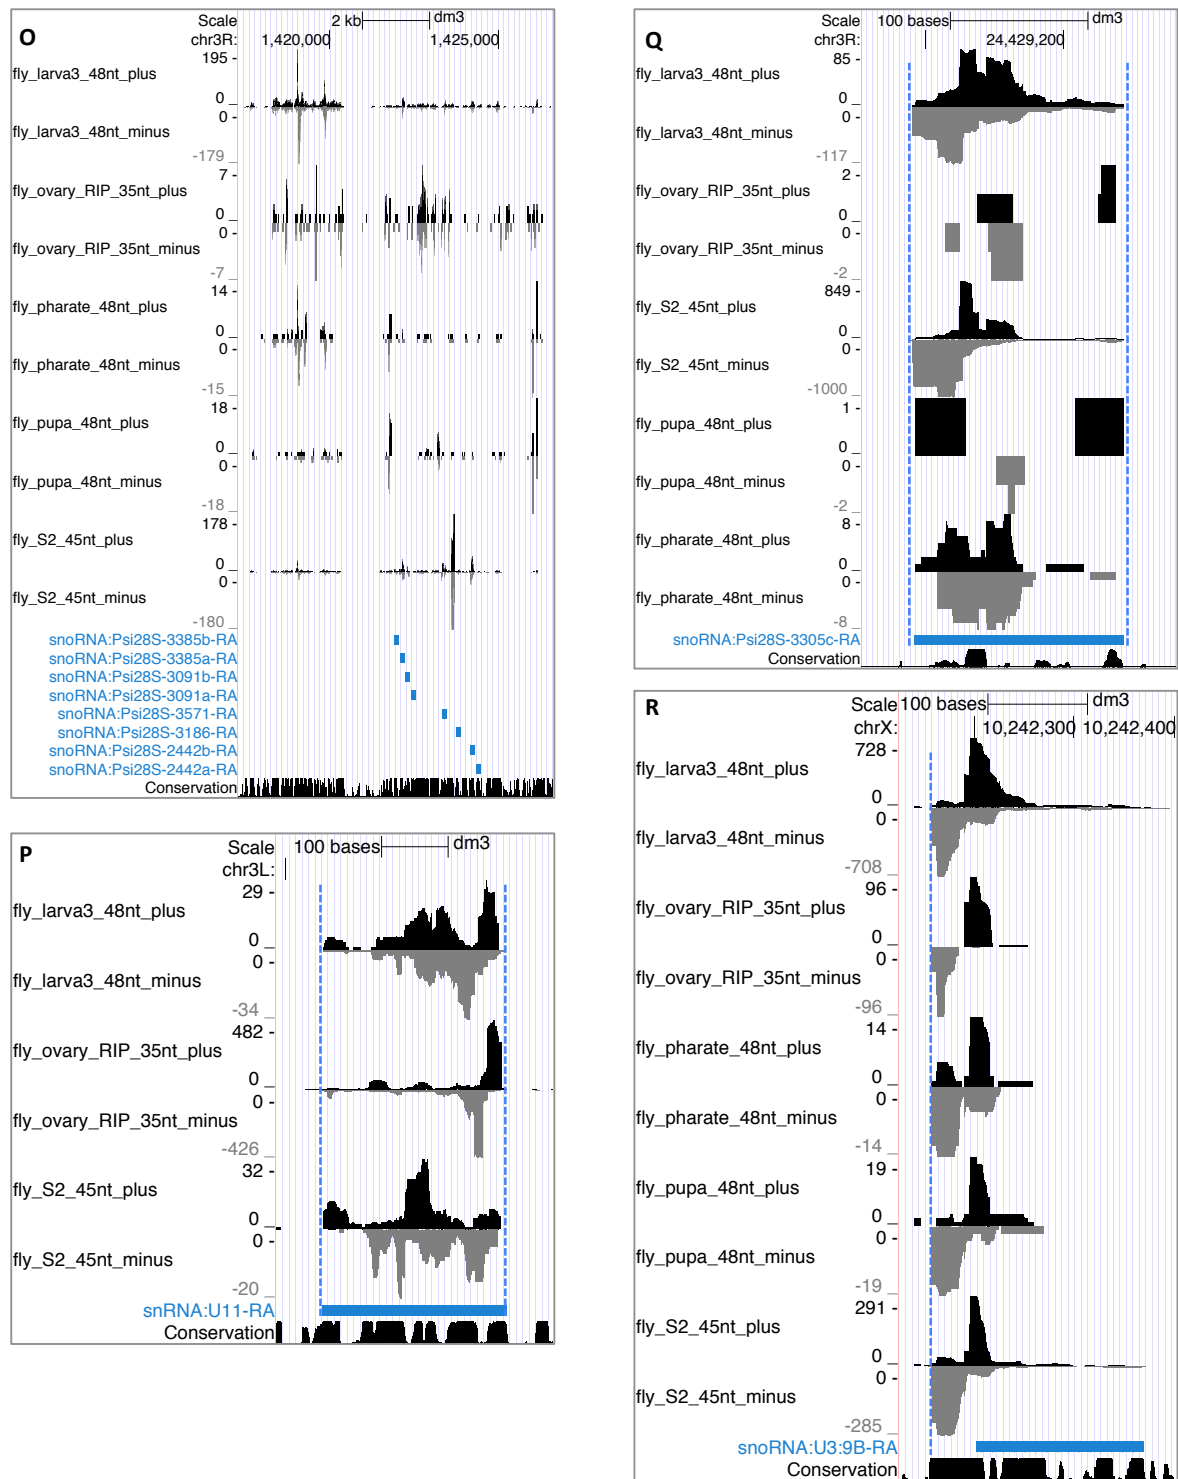 O
Scale 2 kb dm3
chr3R: 1,420,000 1,425,000
195 -
fly_larva3_48nt_plus
0 _
0 -
fly_larva3_48nt_minus
-179 _
7 -
fly_ovary_RIP_35nt_plus
0 _
0 -
fly_ovary_RIP_35nt_minus
-7 _
14 -
fly_pharate_48nt_plus
0 _
0 -
fly_pharate_48nt_minus
-15 _
18 -
fly_pupa_48nt_plus
0 _
0 -
fly_pupa_48nt_minus
-18 _
178 -
fly_S2_45nt_plus
0 _
0 -
fly_S2_45nt_minus
-180 _
snoRNA:Psi28S-3385b-RA
snoRNA:Psi28S-3385a-RA
snoRNA:Psi28S-3091b-RA
snoRNA:Psi28S-3091a-RA
snoRNA:Psi28S-3571-RA
snoRNA:Psi28S-3186-RA
snoRNA:Psi28S-2442b-RA
snoRNA:Psi28S-2442a-RA
Conservation
P
Scale 100 bases dm3
chr3L:
29 -
fly_larva3_48nt_plus
0 _
0 -
fly_larva3_48nt_minus
-34 _
482 -
fly_ovary_RIP_35nt_plus
0 _
0 -
fly_ovary_RIP_35nt_minus
-426 _
32 -
fly_S2_45nt_plus
0 _
0 -
fly_S2_45nt_minus
-20 _
snRNA:U11-RA
Conservation
Q
Scale 100 bases dm3
chr3R: 24,429,200
85 -
fly_larva3_48nt_plus
0 _
0 -
fly_larva3_48nt_minus
-117 _
2 -
fly_ovary_RIP_35nt_plus
0 _
0 -
fly_ovary_RIP_35nt_minus
-2 _
849 -
fly_S2_45nt_plus
0 _
0 -
fly_S2_45nt_minus
-1000 _
1 -
fly_pupa_48nt_plus
0 _
0 -
fly_pupa_48nt_minus
-2 _
8 -
fly_pharate_48nt_plus
0 _
0 -
fly_pharate_48nt_minus
-8 _
snoRNA:Psi28S-3305c-RA
Conservation
R
Scale 100 bases dm3
chrX: 10,242,300 10,242,400
728 -
fly_larva3_48nt_plus
0 _
0 -
fly_larva3_48nt_minus
-708 _
96 -
fly_ovary_RIP_35nt_plus
0 _
0 -
fly_ovary_RIP_35nt_minus
-96 _
14 -
fly_pharate_48nt_plus
0 _
0 -
fly_pharate_48nt_minus
-14 _
19 -
fly_pupa_48nt_plus
0 _
0 -
fly_pupa_48nt_minus
-19 _
291 -
fly_S2_45nt_plus
0 _
0 -
fly_S2_45nt_minus
-285 _
snoRNA:U3:9B-RA
Conservation